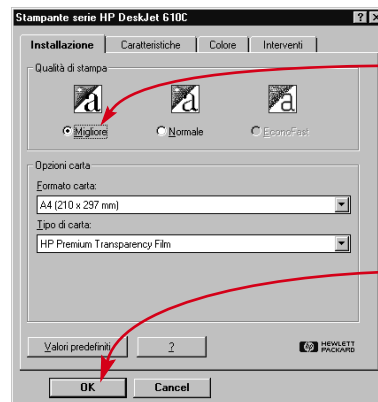 Stampante serie HP DeskJet 610C
Installazione Caratteristiche Colore Interventi
Qualità di stampa
a a a
Migliore Normale EconoFast
Opzioni carta
Formato carta:
A4 (210 x 297 mm)
Tipo di carta:
HP Premium Transparency Film
Valori predefiniti ? hp HEWLETT
PACKARD
OK Cancel